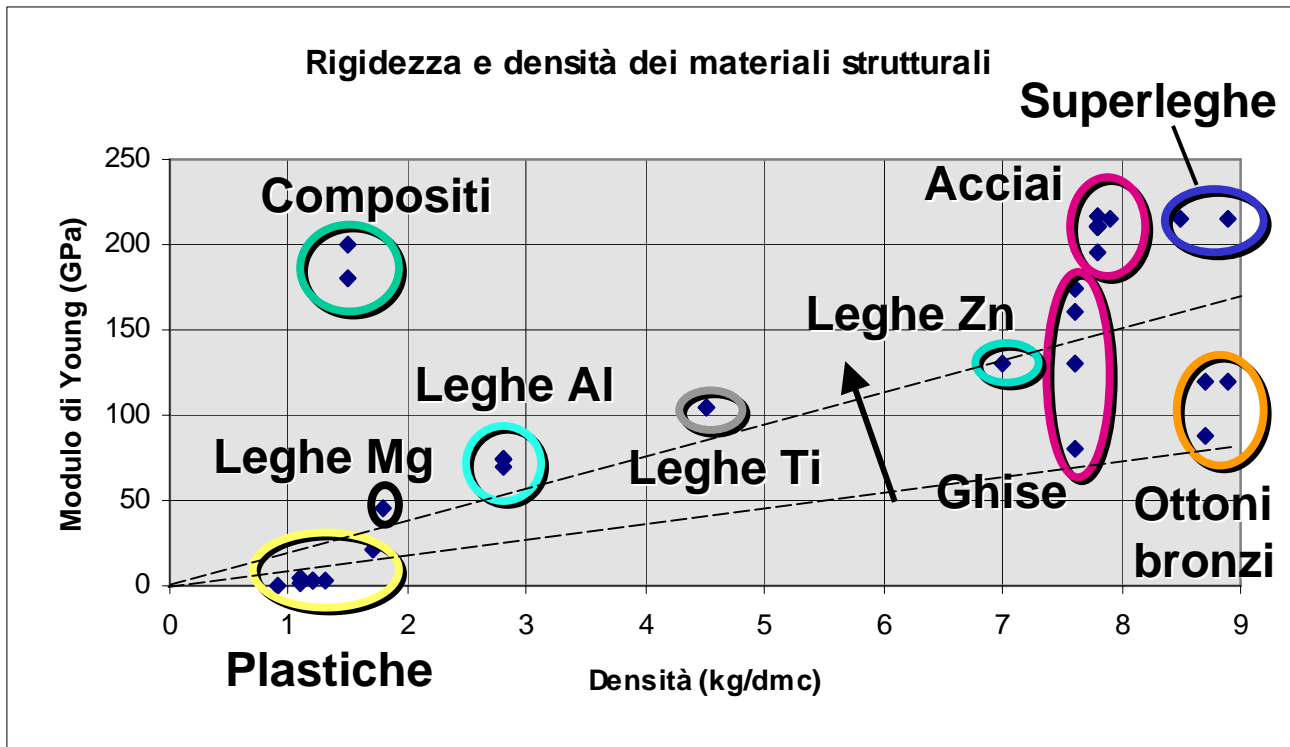 Rigidezza e densità dei materiali strutturali
Superleghe
Modulo di Young (GPa)
250
200
150
100
50
0
Compositi
Acciai
Leghe Zn
Leghe Al
Leghe Mg
Leghe Ti
Ghise
Ottoni
bronzi
0 1 2 3 4 5 6 7 8 9
Plastiche
Densità (kg/dmc)